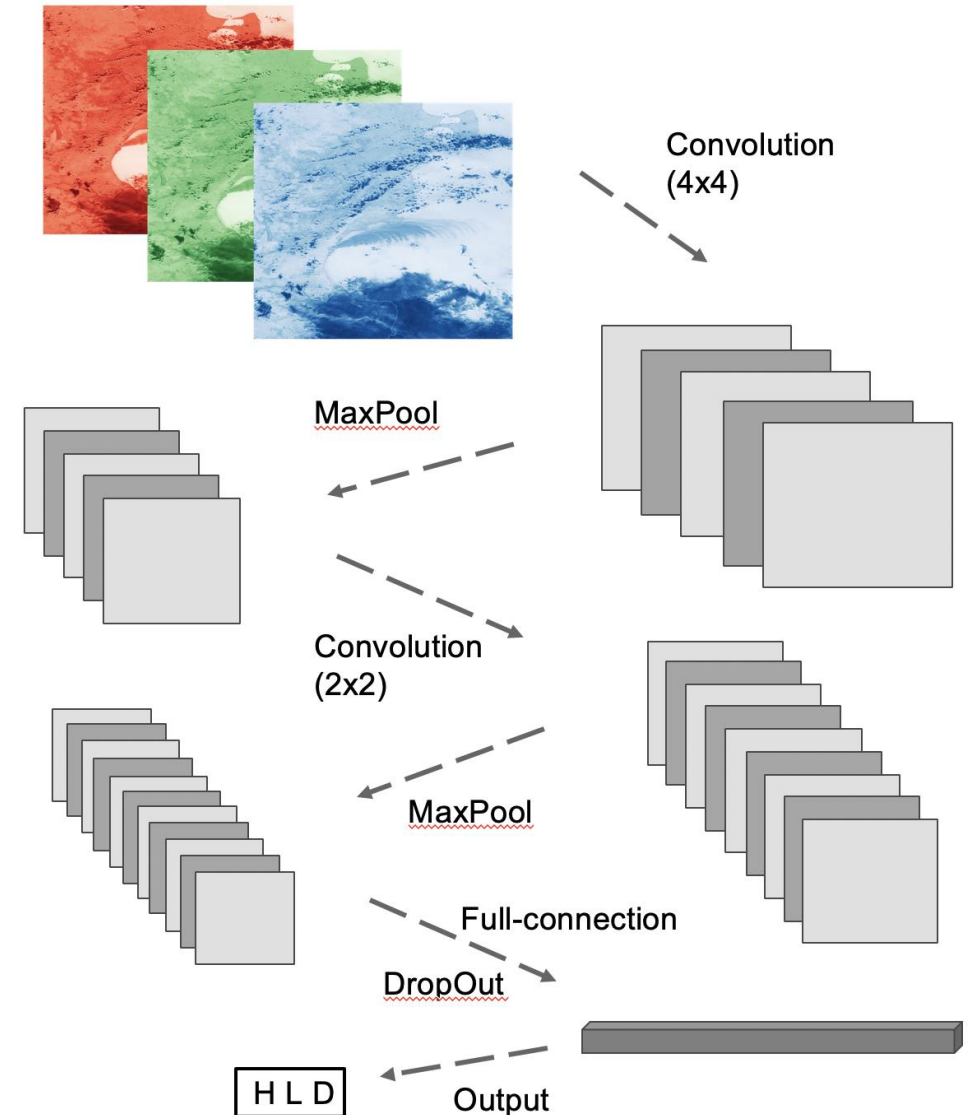 Convolution
(4x4)
MaxPool
Convolution
(2x2)
MaxPool
Full-connection
DropOut
H L D
Output